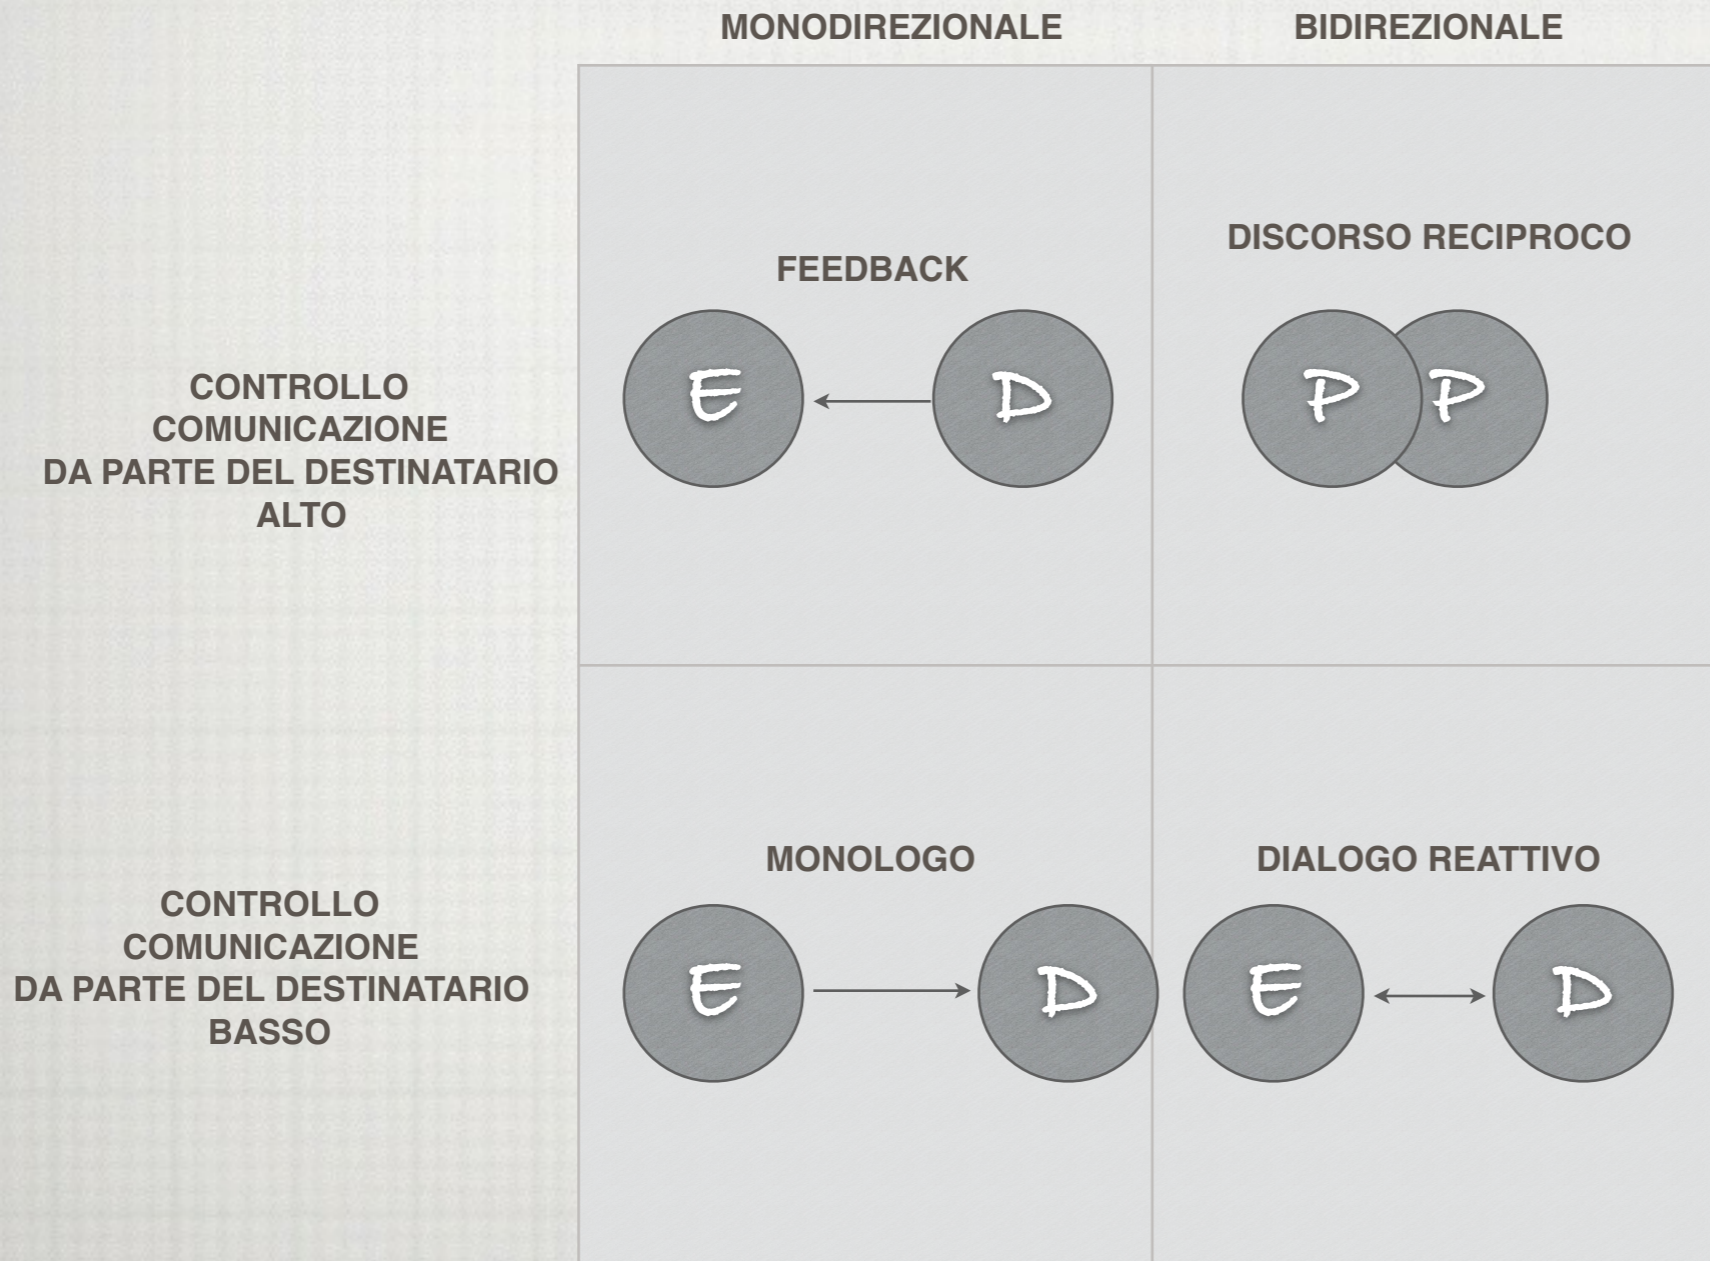 MONODIREZIONALE
BIDIREZIONALE
CONTROLLO
COMUNICAZIONE
DA PARTE DEL DESTINATARIO
ALTO
FEEDBACK
E
D
DISCORSO RECIPROCO
P
P
CONTROLLO
COMUNICAZIONE
DA PARTE DEL DESTINATARIO
BASSO
MONOLOGO
E
D
DIALOGO REATTIVO
E
D